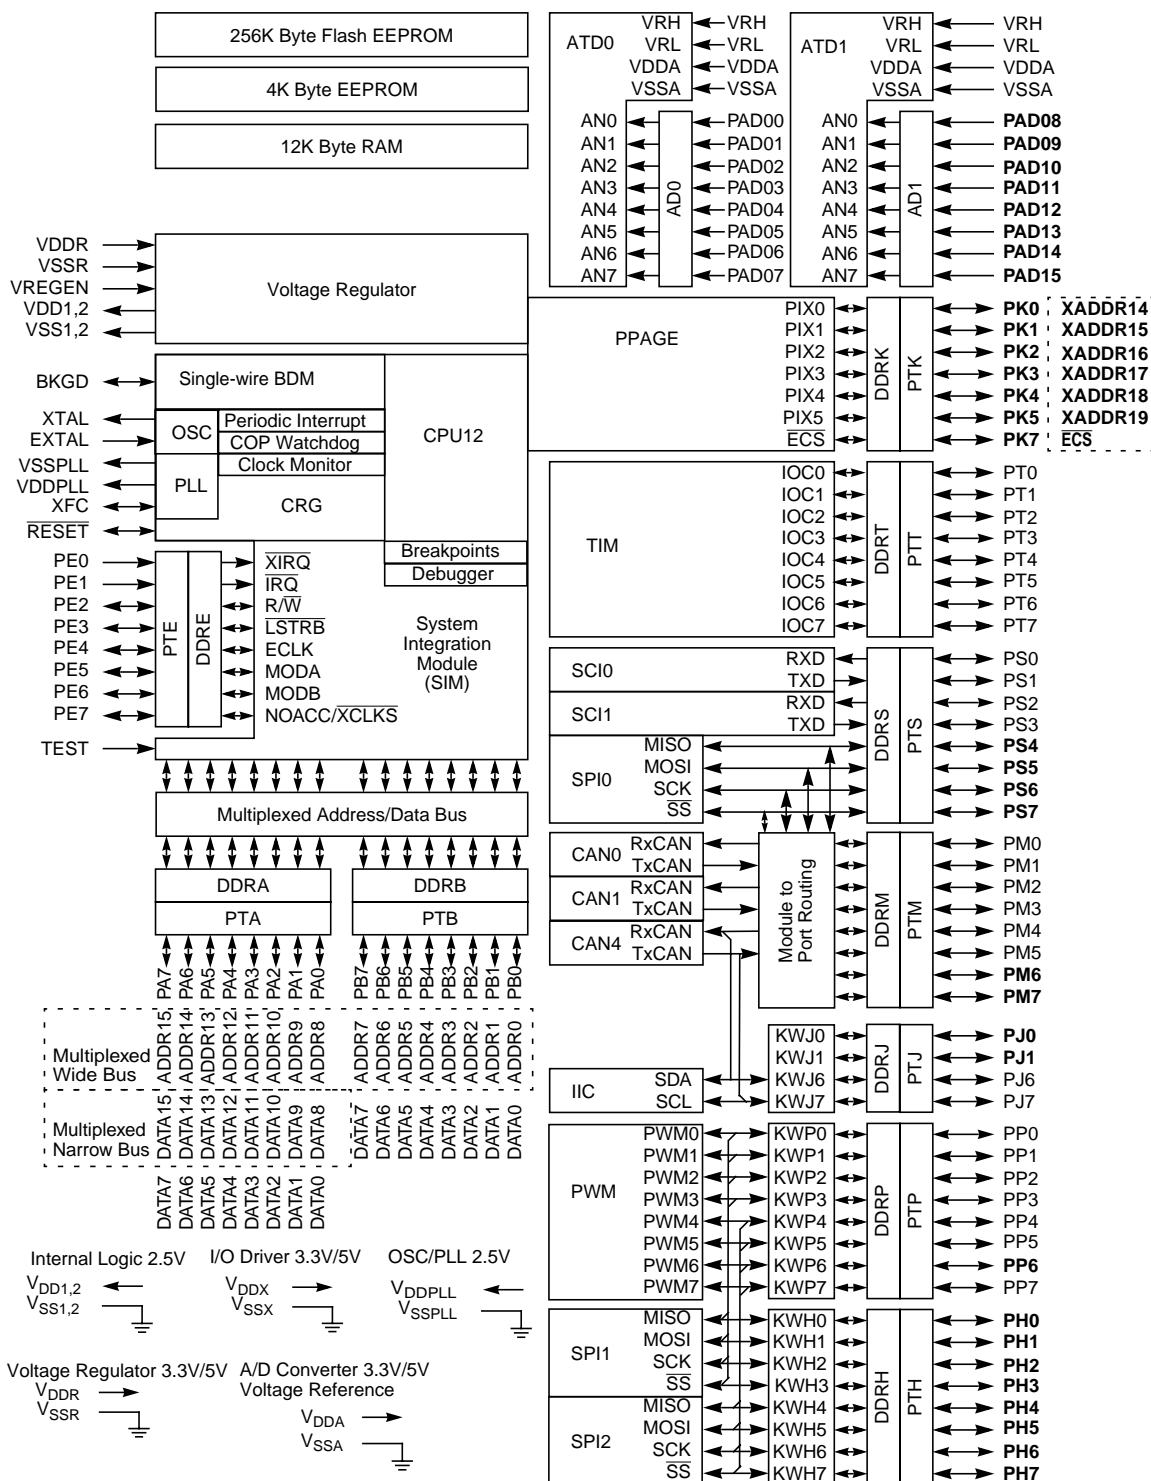 256K Byte Flash EEPROM
4K Byte EEPROM
12K Byte RAM
VDDR
VSSR
VREGEN
VDD1,2
VSS1,2
Voltage Regulator
BKGD
XTAL
EXTAL
VSSPLL
VDDPLL
XFC
RESET
Single-wire BDM
OSC
PLL
Periodic Interrupt
COP Watchdog
Clock Monitor
CRG
CPU12
Breakpoints
Debugger
PE0
PE1
PE2
PE3
PE4
PE5
PE6
PE7
TEST
PTE
DDRE
XIRQ
IRQ
R/W
LSTRB
ECLK
MODA
MODB
NOACC/XCLKS
System
Integration
Module
(SIM)
Multiplexed Address/Data Bus
DDRA
DDRB
PTA
PTB
PA7 PA6 PA5 PA4 PA3 PA2 PA1 PA0 PB7 PB6 PB5 PB4 PB3 PB2 PB1 PB0
Multiplexed
Wide Bus
ADDR15 ADDR14 ADDR13 ADDR12 ADDR11 ADDR10 ADDR9 ADDR8 ADDR7 ADDR6 ADDR5 ADDR4 ADDR3 ADDR2 ADDR1 ADDR0
DATA15 DATA14 DATA13 DATA12 DATA11 DATA10 DATA9 DATA8 DATA7 DATA6 DATA5 DATA4 DATA3 DATA2 DATA1 DATA0
Multiplexed
Narrow Bus
DATA7 DATA6 DATA5 DATA4 DATA3 DATA2 DATA1 DATA0
Internal Logic 2.5V
VDD1,2
VSS1,2
I/O Driver 3.3V/5V
VDDX
VSSX
OSC/PLL 2.5V
VDDPLL
VSSPLL
Voltage Regulator 3.3V/5V
VDDR
VSSR
A/D Converter 3.3V/5V
Voltage Reference
VDDA
VSSA
ATD0
VRH VRH
VRL VRL
VDDA VDDA
VSSA VSSA
AN0 PAD00
AN1 PAD01
AN2 PAD02
AN3 PAD03
AN4 PAD04
AN5 PAD05
AN6 PAD06
AN7 PAD07
AD0
ATD1
VRH VRH
VRL VRL
VDDA VDDA
VSSA VSSA
AN0 PAD08
AN1 PAD09
AN2 PAD10
AN3 PAD11
AN4 PAD12
AN5 PAD13
AN6 PAD14
AN7 PAD15
AD1
PPAGE
PIX0 PK0 XADDR14
PIX1 PK1 XADDR15
PIX2 PK2 XADDR16
PIX3 PK3 XADDR17
PIX4 PK4 XADDR18
PIX5 PK5 XADDR19
ECS PK7 ECS
DDRK
PTK
TIM
IOC0 PT0
IOC1 PT1
IOC2 PT2
IOC3 PT3
IOC4 PT4
IOC5 PT5
IOC6 PT6
IOC7 PT7
DDRT
PTT
SCI0
RXD PS0
TXD PS1
SCI1
RXD PS2
TXD PS3
SPI0
MISO PS4
MOSI PS5
SCK PS6
SS PS7
DDRS
PTS
CAN0
RxCAN
TxCAN
CAN1
RxCAN
TxCAN
CAN4
RxCAN
TxCAN
Module to
Port Routing
DDRM
PTM
PM0
PM1
PM2
PM3
PM4
PM5
PM6
PM7
IIC
SDA
SCL
KWJ0 PJ0
KWJ1 PJ1
KWJ6 PJ6
KWJ7 PJ7
DDRJ
PTJ
PWM
PWM0 KWP0 PP0
PWM1 KWP1 PP1
PWM2 KWP2 PP2
PWM3 KWP3 PP3
PWM4 KWP4 PP4
PWM5 KWP5 PP5
PWM6 KWP6 PP6
PWM7 KWP7 PP7
DDRP
PTP
SPI1
MISO KWH0 PH0
MOSI KWH1 PH1
SCK KWH2 PH2
SS KWH3 PH3
SPI2
MISO KWH4 PH4
MOSI KWH5 PH5
SCK KWH6 PH6
SS KWH7 PH7
DDRH
PTH